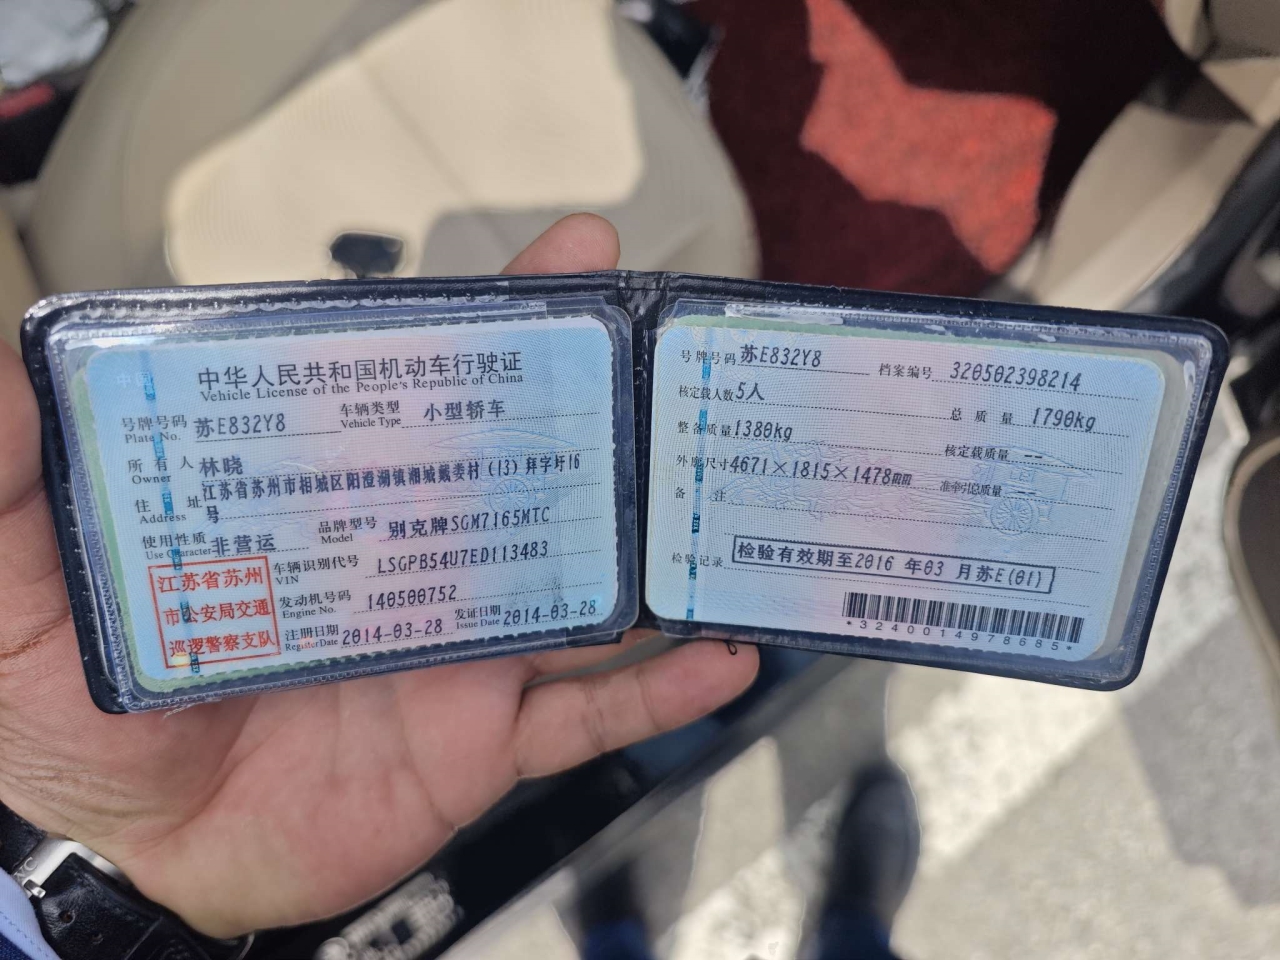 中华人民共和国机动车行驶证
Vehicle License of the People's Republic of China
号牌号码 苏E832Y8 车辆类型 小型轿车
Plate No. Vehicle Type
所有人 林晓
Owner
住址 江苏省苏州市相城区阳澄湖镇湘城戴娄村(13)拜字圩16
Address 号
使用性质 非营运 品牌型号 别克牌SGM7165MTC
Use Character Model
江苏省苏州
市公安局交通
巡逻警察支队
车辆识别代号 LSGPB54U7ED113483
VIN
发动机号码 140500752
Engine No.
注册日期 2014-03-28 发证日期 2014-03-28
Register Date Issue Date
号牌号码 苏E832Y8 档案编号 320502398214
核定载人数 5人 总质量 1790kg
整备质量 1380kg 核定载质量 --
外廓尺寸 4671×1815×1478mm 准牵引总质量 --
备注
检验记录 检验有效期至2016 年03 月苏E(01)
*3240014978685*